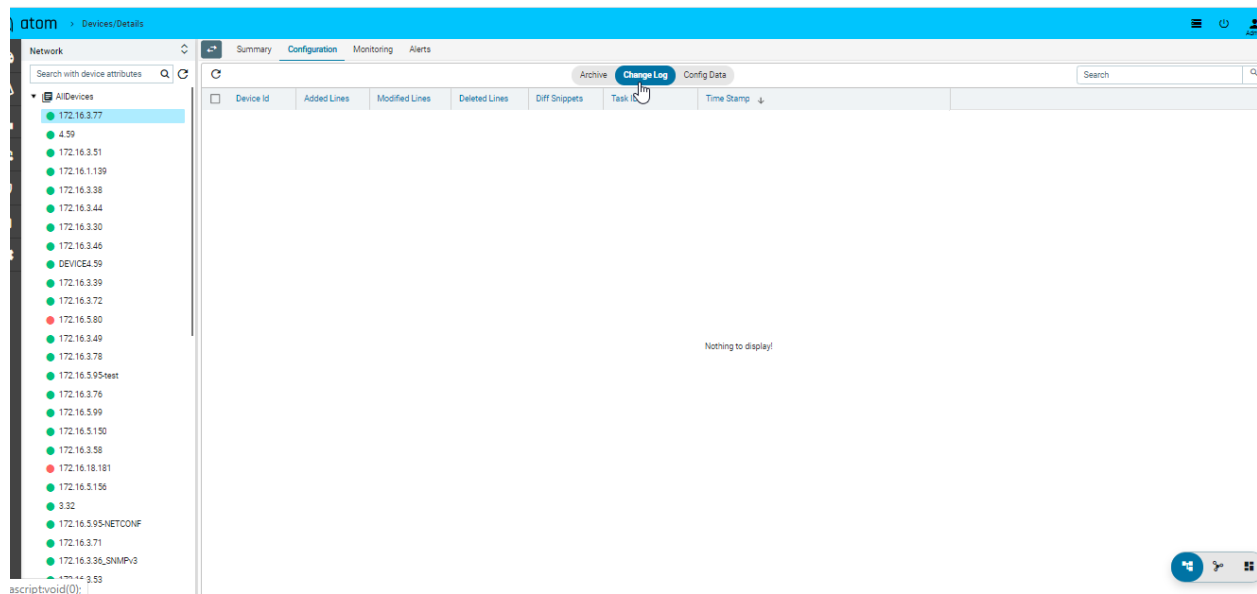 atom > Devices/Details
Admi
Network
Summary Configuration Monitoring Alerts
Search with device attributes
Archive Change Log Config Data
Search
Device Id Added Lines Modified Lines Deleted Lines Diff Snippets Task I Time Stamp
AllDevices
172.16.3.77
4.59
172.16.3.51
172.16.1.139
172.16.3.38
172.16.3.44
172.16.3.30
172.16.3.46
DEVICE4.59
172.16.3.39
172.16.3.72
172.16.5.80
172.16.3.49
172.16.3.78
172.16.5.95-test
172.16.3.76
172.16.5.99
172.16.5.150
172.16.3.58
172.16.18.181
172.16.5.156
3.32
172.16.5.95-NETCONF
172.16.3.71
172.16.3.36_SNMPv3
172.16.3.53
Nothing to display!
ascript:void(0);